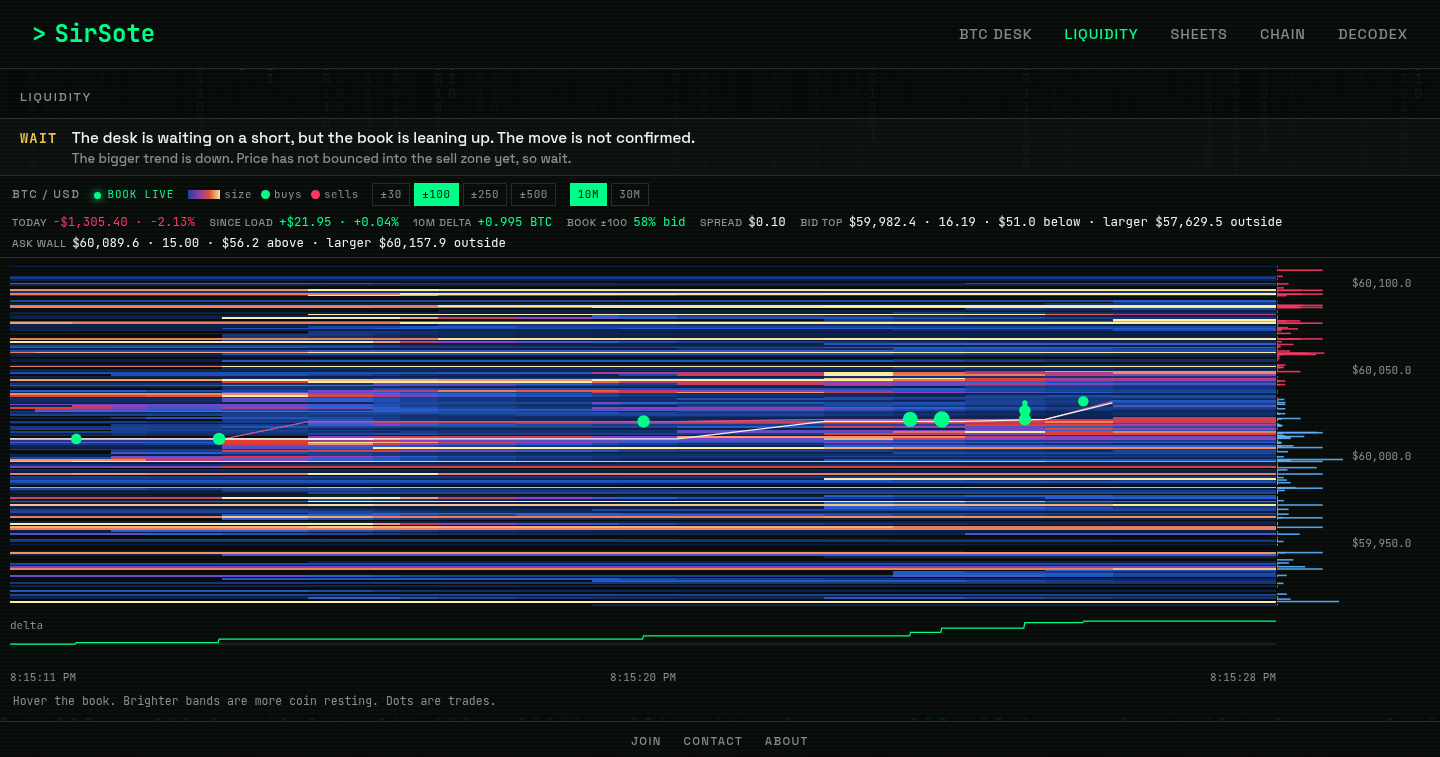 > SirSote
BTC DESK LIQUIDITY SHEETS CHAIN DECODEX
LIQUIDITY
WAIT The desk is waiting on a short, but the book is leaning up. The move is not confirmed.
The bigger trend is down. Price has not bounced into the sell zone yet, so wait.
BTC / USD BOOK LIVE size buys sells ±30 ±100 ±250 ±500 10M 30M
TODAY -$1,305.40 · -2.13% SINCE LOAD +$21.95 · +0.04% 10M DELTA +0.995 BTC BOOK ±100 58% bid SPREAD $0.10 BID TOP $59,982.4 · 16.19 · $51.0 below · larger $57,629.5 outside
ASK WALL $60,089.6 · 15.00 · $56.2 above · larger $60,157.9 outside
$60,100.0
$60,050.0
$60,000.0
$59,950.0
delta
8:15:11 PM 8:15:20 PM 8:15:28 PM
Hover the book. Brighter bands are more coin resting. Dots are trades.
JOIN CONTACT ABOUT